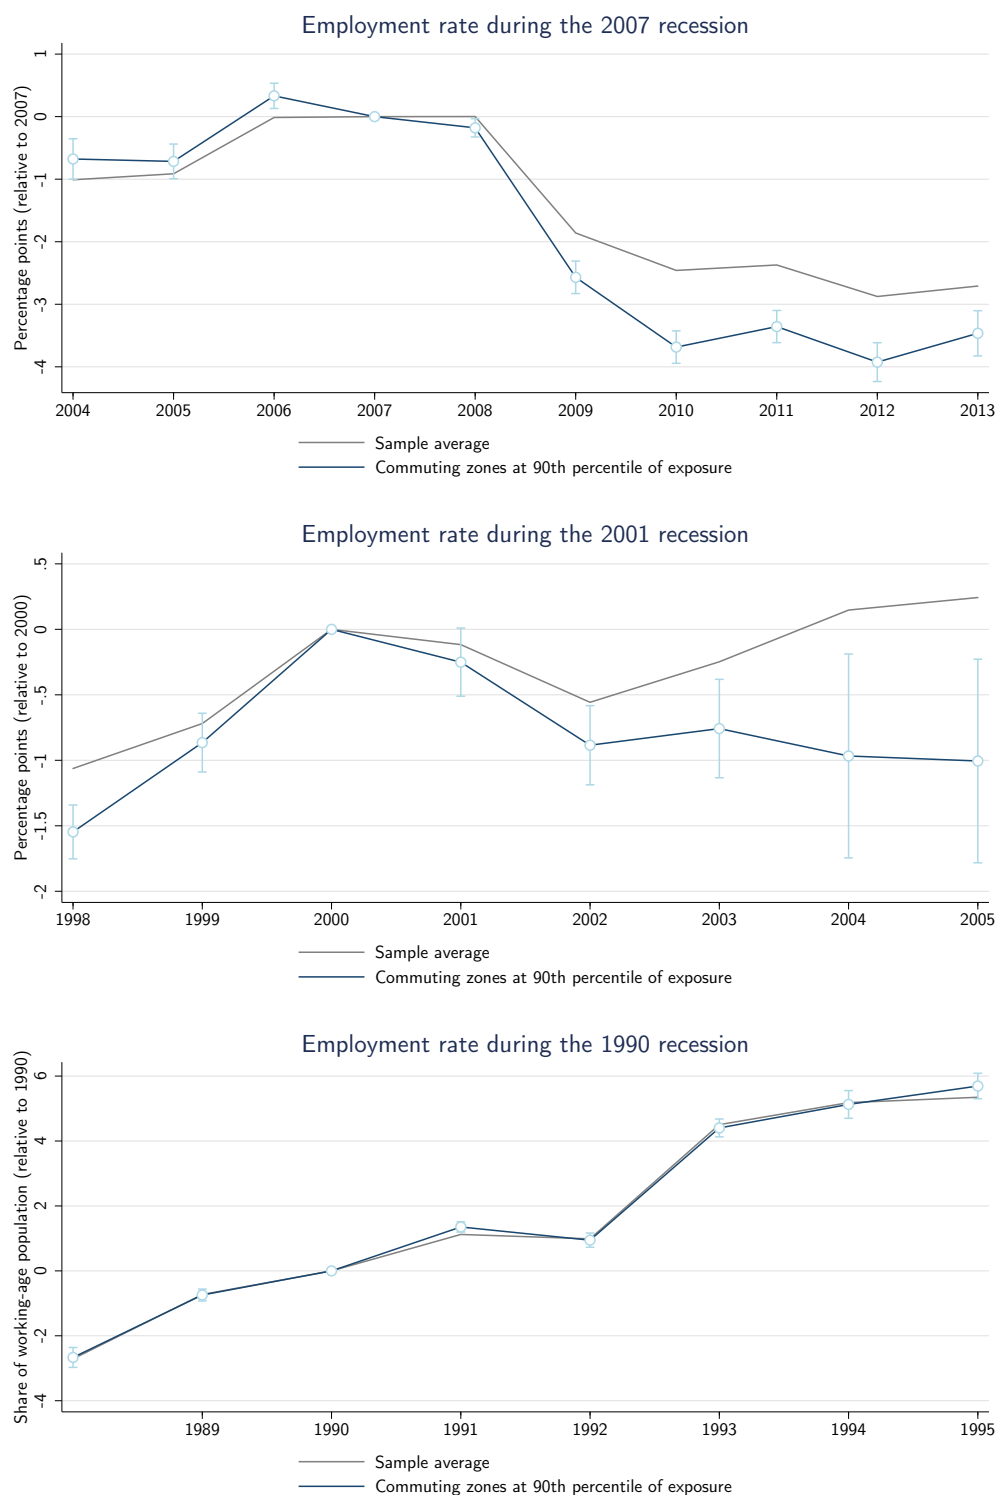 Employment rate during the 2007 recession
Percentage points (relative to 2007)
1
0
-1
-2
-3
-4
2004 2005 2006 2007 2008 2009 2010 2011 2012 2013
Sample average
Commuting zones at 90th percentile of exposure
Employment rate during the 2001 recession
Percentage points (relative to 2000)
.5
0
-.5
-1
-1.5
-2
1998 1999 2000 2001 2002 2003 2004 2005
Sample average
Commuting zones at 90th percentile of exposure
Employment rate during the 1990 recession
Share of working-age population (relative to 1990)
6
4
2
0
-2
-4
1989 1990 1991 1992 1993 1994 1995
Sample average
Commuting zones at 90th percentile of exposure